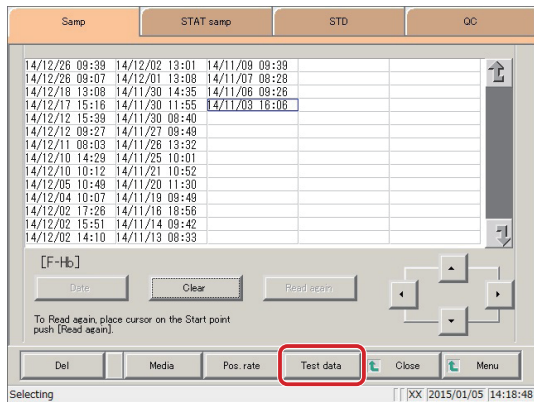 Samp STAT samp STD QC
14/12/26 09:39 14/12/02 13:01 14/11/09 09:39
14/12/26 09:07 14/12/01 13:08 14/11/07 08:28
14/12/18 13:08 14/11/30 14:35 14/11/06 09:26
14/12/17 15:16 14/11/30 11:55 14/11/03 16:06
14/12/12 15:39 14/11/30 08:40
14/12/12 09:27 14/11/27 09:49
14/12/11 08:03 14/11/26 13:32
14/12/10 14:29 14/11/25 10:01
14/12/10 10:12 14/11/21 10:52
14/12/05 10:49 14/11/20 11:30
14/12/04 10:07 14/11/19 09:49
14/12/02 17:26 14/11/16 18:56
14/12/02 15:51 14/11/14 09:42
14/12/02 14:10 14/11/13 08:33
[F-Hb]
Date Clear Read again
To Read again, place cursor on the Start point
push [Read again].
Del Media Pos. rate Test data Close Menu
Selecting XX 2015/01/05 14:18:48